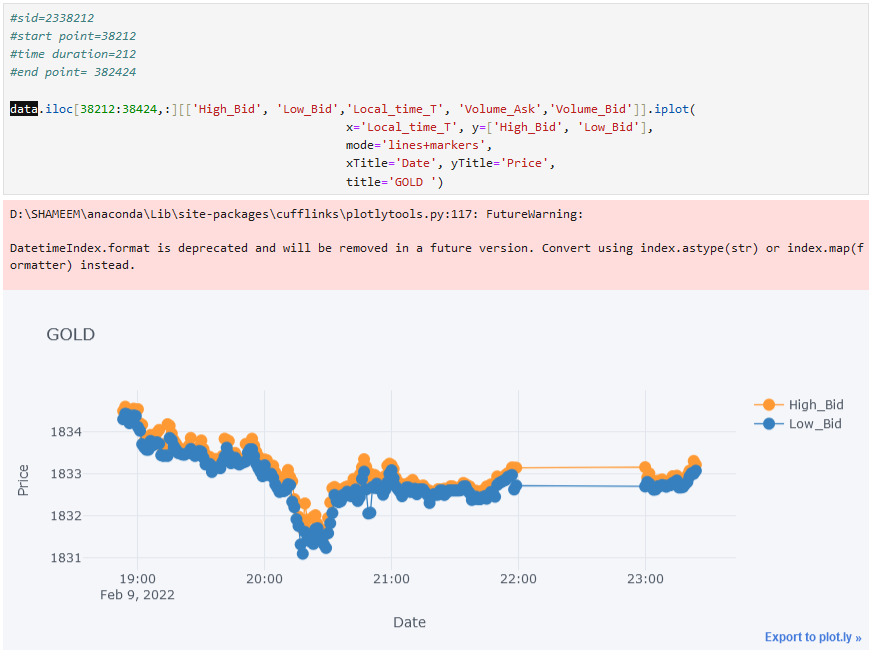 #sid=2338212
#start point=38212
#time duration=212
#end point= 382424
data.iloc[38212:38424,:][['High_Bid', 'Low_Bid','Local_time_T', 'Volume_Ask','Volume_Bid']].iplot(
x='Local_time_T', y=['High_Bid', 'Low_Bid'],
mode='lines+markers',
xTitle='Date', yTitle='Price',
title='GOLD ')
D:\SHAMEEM\anaconda\Lib\site-packages\cufflinks\plotlytools.py:117: FutureWarning:
DatetimeIndex.format is deprecated and will be removed in a future version. Convert using index.astype(str) or index.map(f
ormatter) instead.
GOLD
High_Bid
Low_Bid
1834
1833
1832
1831
Price
19:00 20:00 21:00 22:00 23:00
Feb 9, 2022
Date
Export to plot.ly »